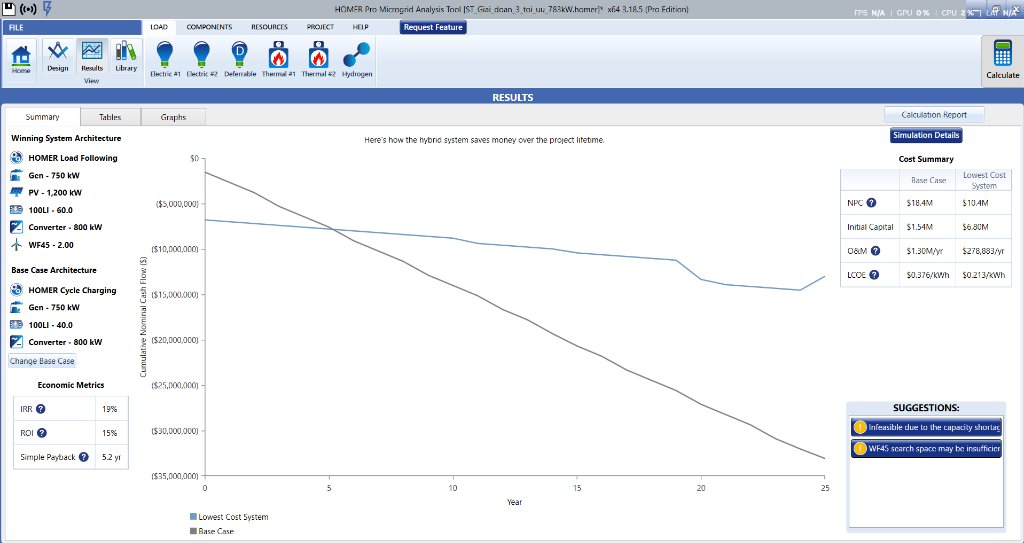 HOMER Pro Microgrid Analysis Tool [ST_Giai_doan_3_toi_uu_783kW.homer]* x64 3.18.5 (Pro Edition)
FPS N/A | GPU 0% | CPU 2% | LAT N/A
FILE
LOAD COMPONENTS RESOURCES PROJECT HELP Request Feature
Home Design Results Library Electric #1 Electric #2 Deferrable Thermal #1 Thermal #2 Hydrogen Calculate
View
RESULTS
Summary Tables Graphs
Calculation Report
Simulation Details
Winning System Architecture
HOMER Load Following
Gen - 750 kW
PV - 1,200 kW
100LI - 60.0
Converter - 800 kW
WF45 - 2.00
Base Case Architecture
HOMER Cycle Charging
Gen - 750 kW
100LI - 40.0
Converter - 800 kW
Change Base Case
Economic Metrics
IRR ? 19%
ROI ? 15%
Simple Payback ? 5.2 yr
Here's how the hybrid system saves money over the project lifetime.
Cumulative Nominal Cash Flow ($)
$0
($5,000,000)
($10,000,000)
($15,000,000)
($20,000,000)
($25,000,000)
($30,000,000)
($35,000,000)
0 5 10 15 20 25
Year
Lowest Cost System
Base Case
Cost Summary
Base Case Lowest Cost System
NPC ? $18.4M $10.4M
Initial Capital $1.54M $6.80M
O&M ? $1.30M/yr $278,883/yr
LCOE ? $0.376/kWh $0.213/kWh
SUGGESTIONS:
Infeasible due to the capacity shortag
WF45 search space may be insufficien